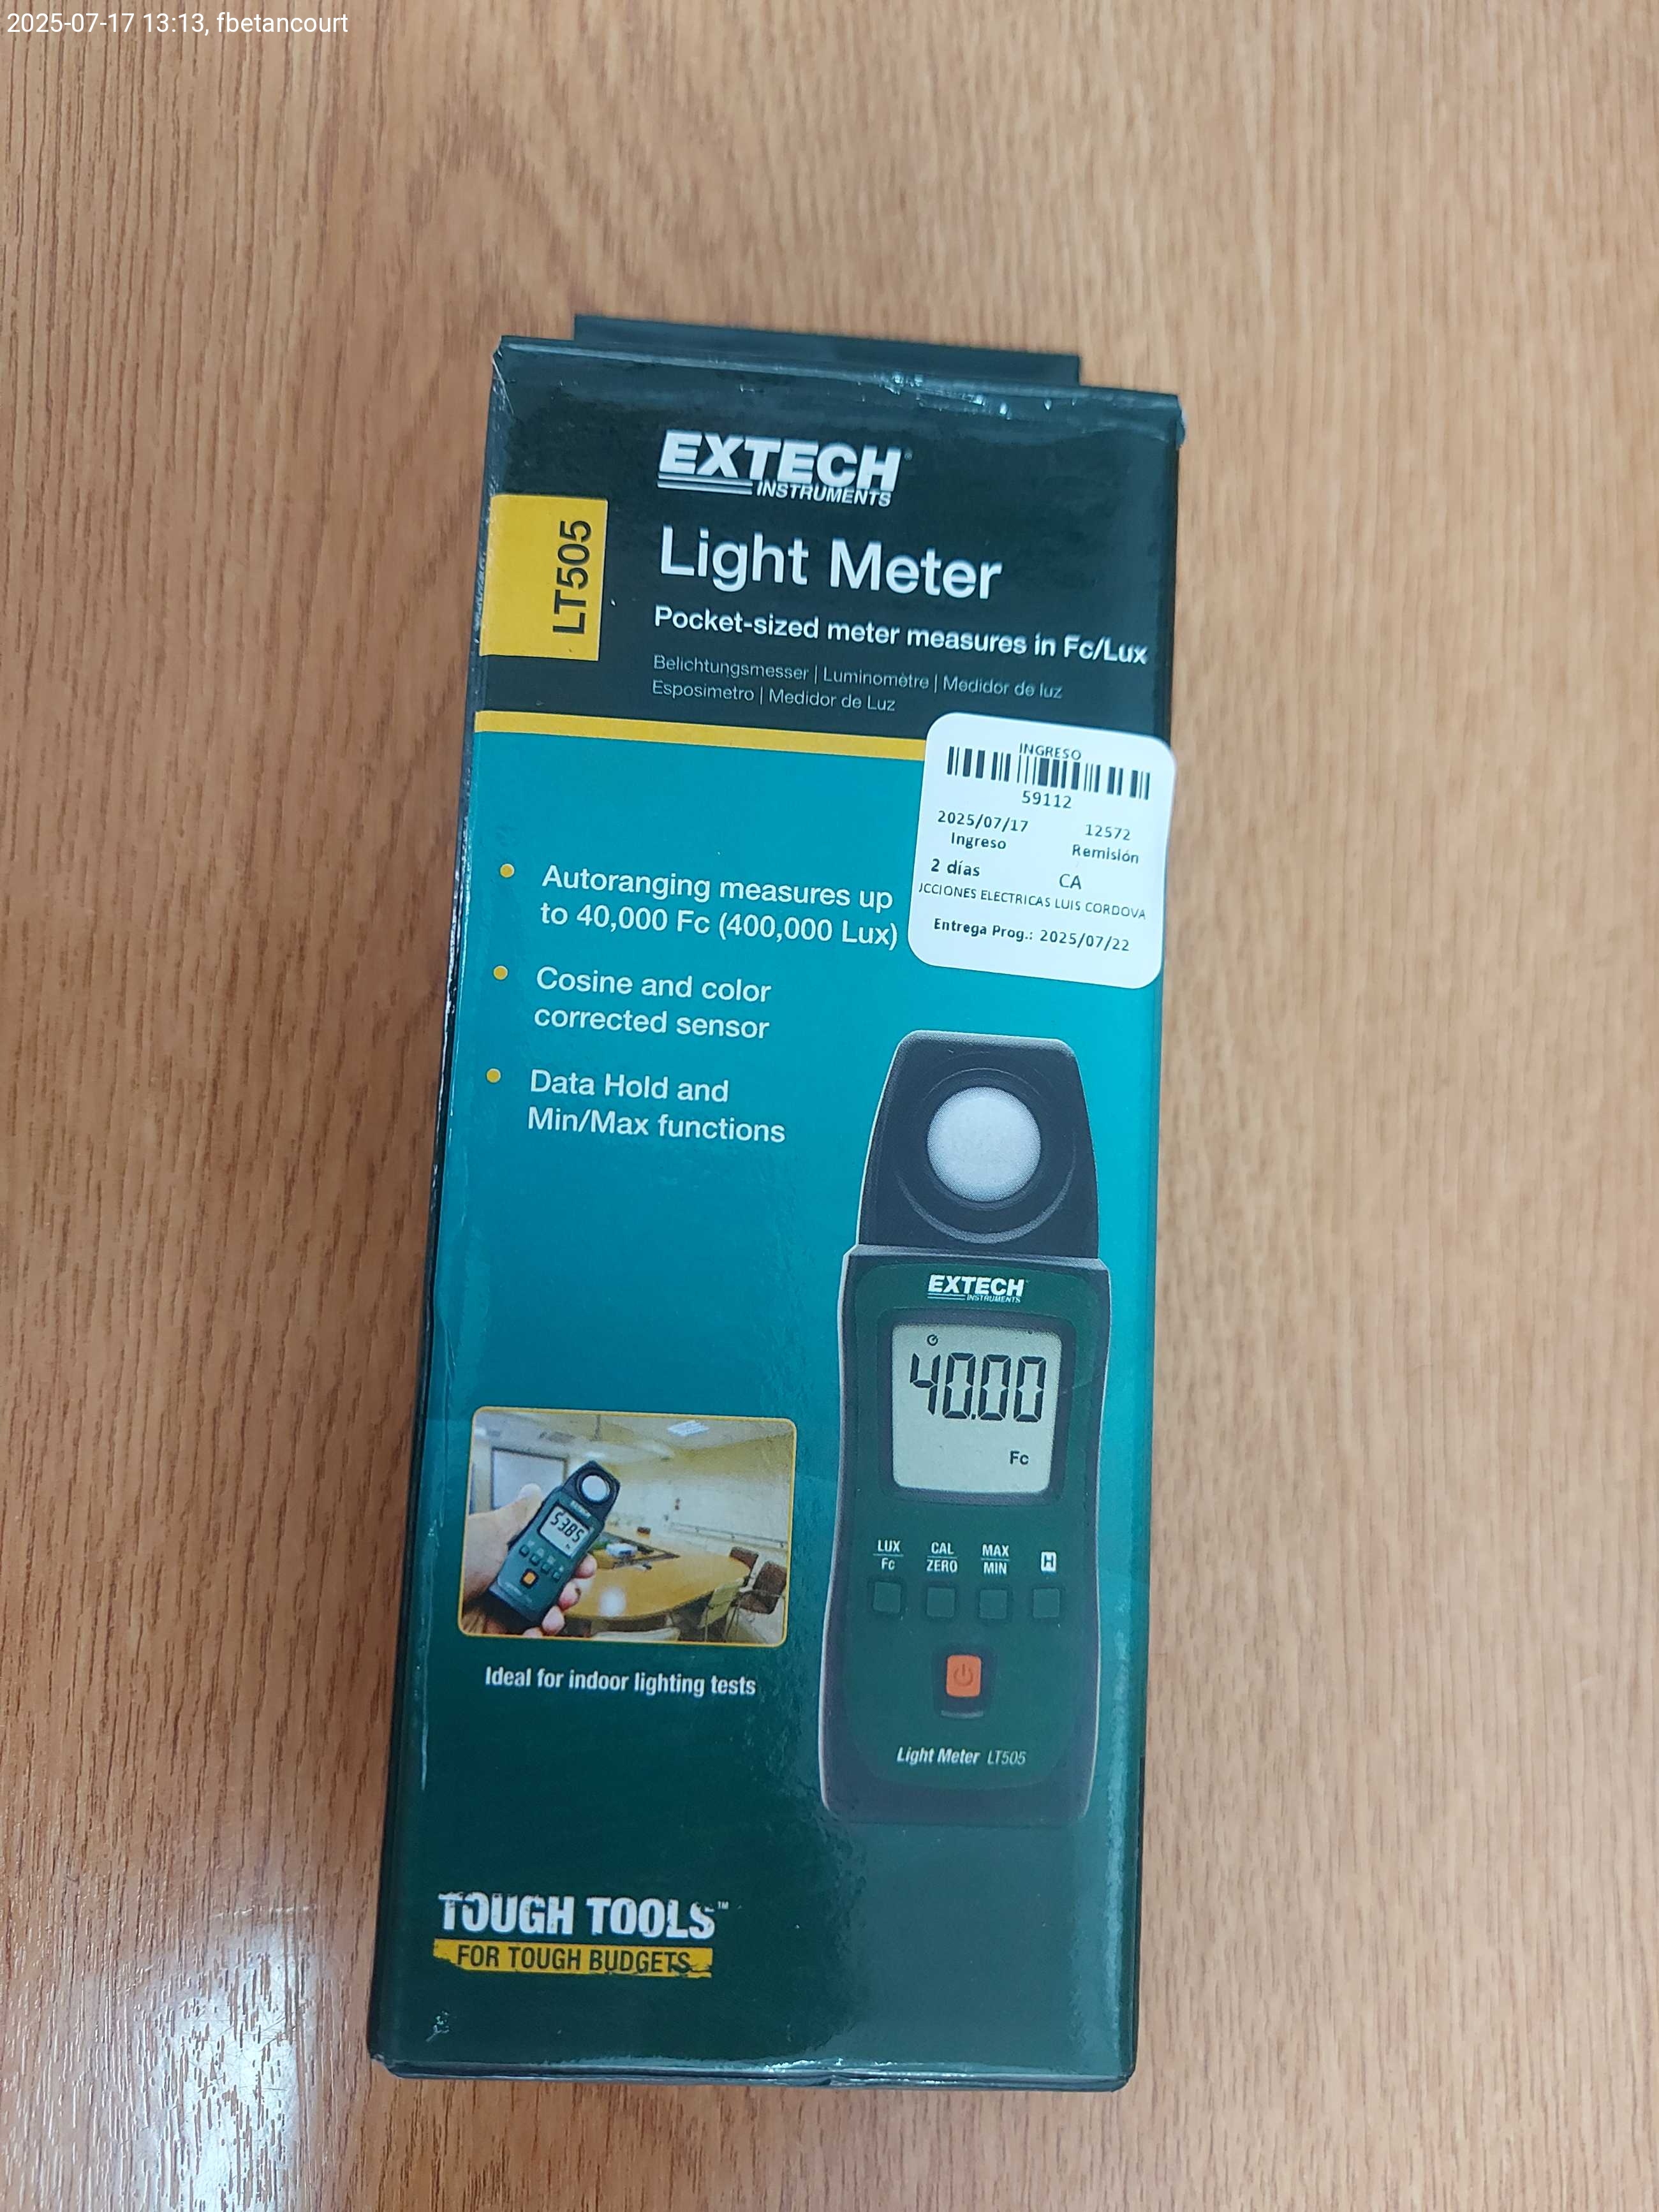 2025-07-17 13:13, fbetancourt
EXTECH
INSTRUMENTS
LT505
Light Meter
Pocket-sized meter measures in Fc/Lux
Belichtungsmesser | Luminomètre | Medidor de luz
Esposimetro | Medidor de Luz
INGRESO
59112
2025/07/17 12572
Ingreso Remisión
2 días CA
CCIONES ELECTRICAS LUIS CORDOVA
Entrega Prog.: 2025/07/22
Autoranging measures up
to 40,000 Fc (400,000 Lux)
Cosine and color
corrected sensor
Data Hold and
Min/Max functions
EXTECH
INSTRUMENTS
40.00
Fc
LUX CAL MAX H
Fc ZERO MIN
Light Meter LT505
53.85
Ideal for indoor lighting tests
TOUGH TOOLS™
FOR TOUGH BUDGETS